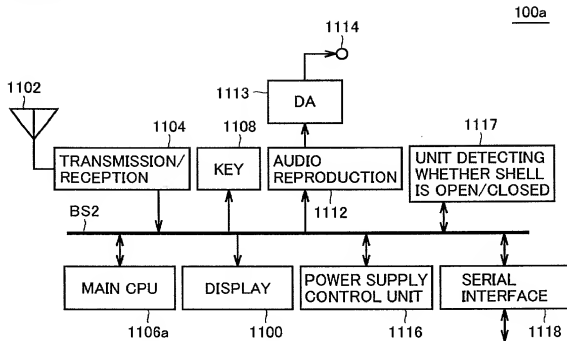 100a
1114
1102
1113
DA
1104
1108
1117
TRANSMISSION/
RECEPTION
KEY
AUDIO
REPRODUCTION
UNIT DETECTING
WHETHER SHELL
IS OPEN/CLOSED
1112
BS2
MAIN CPU
DISPLAY
POWER SUPPLY
CONTROL UNIT
SERIAL
INTERFACE
1106a
1100
1116
1118